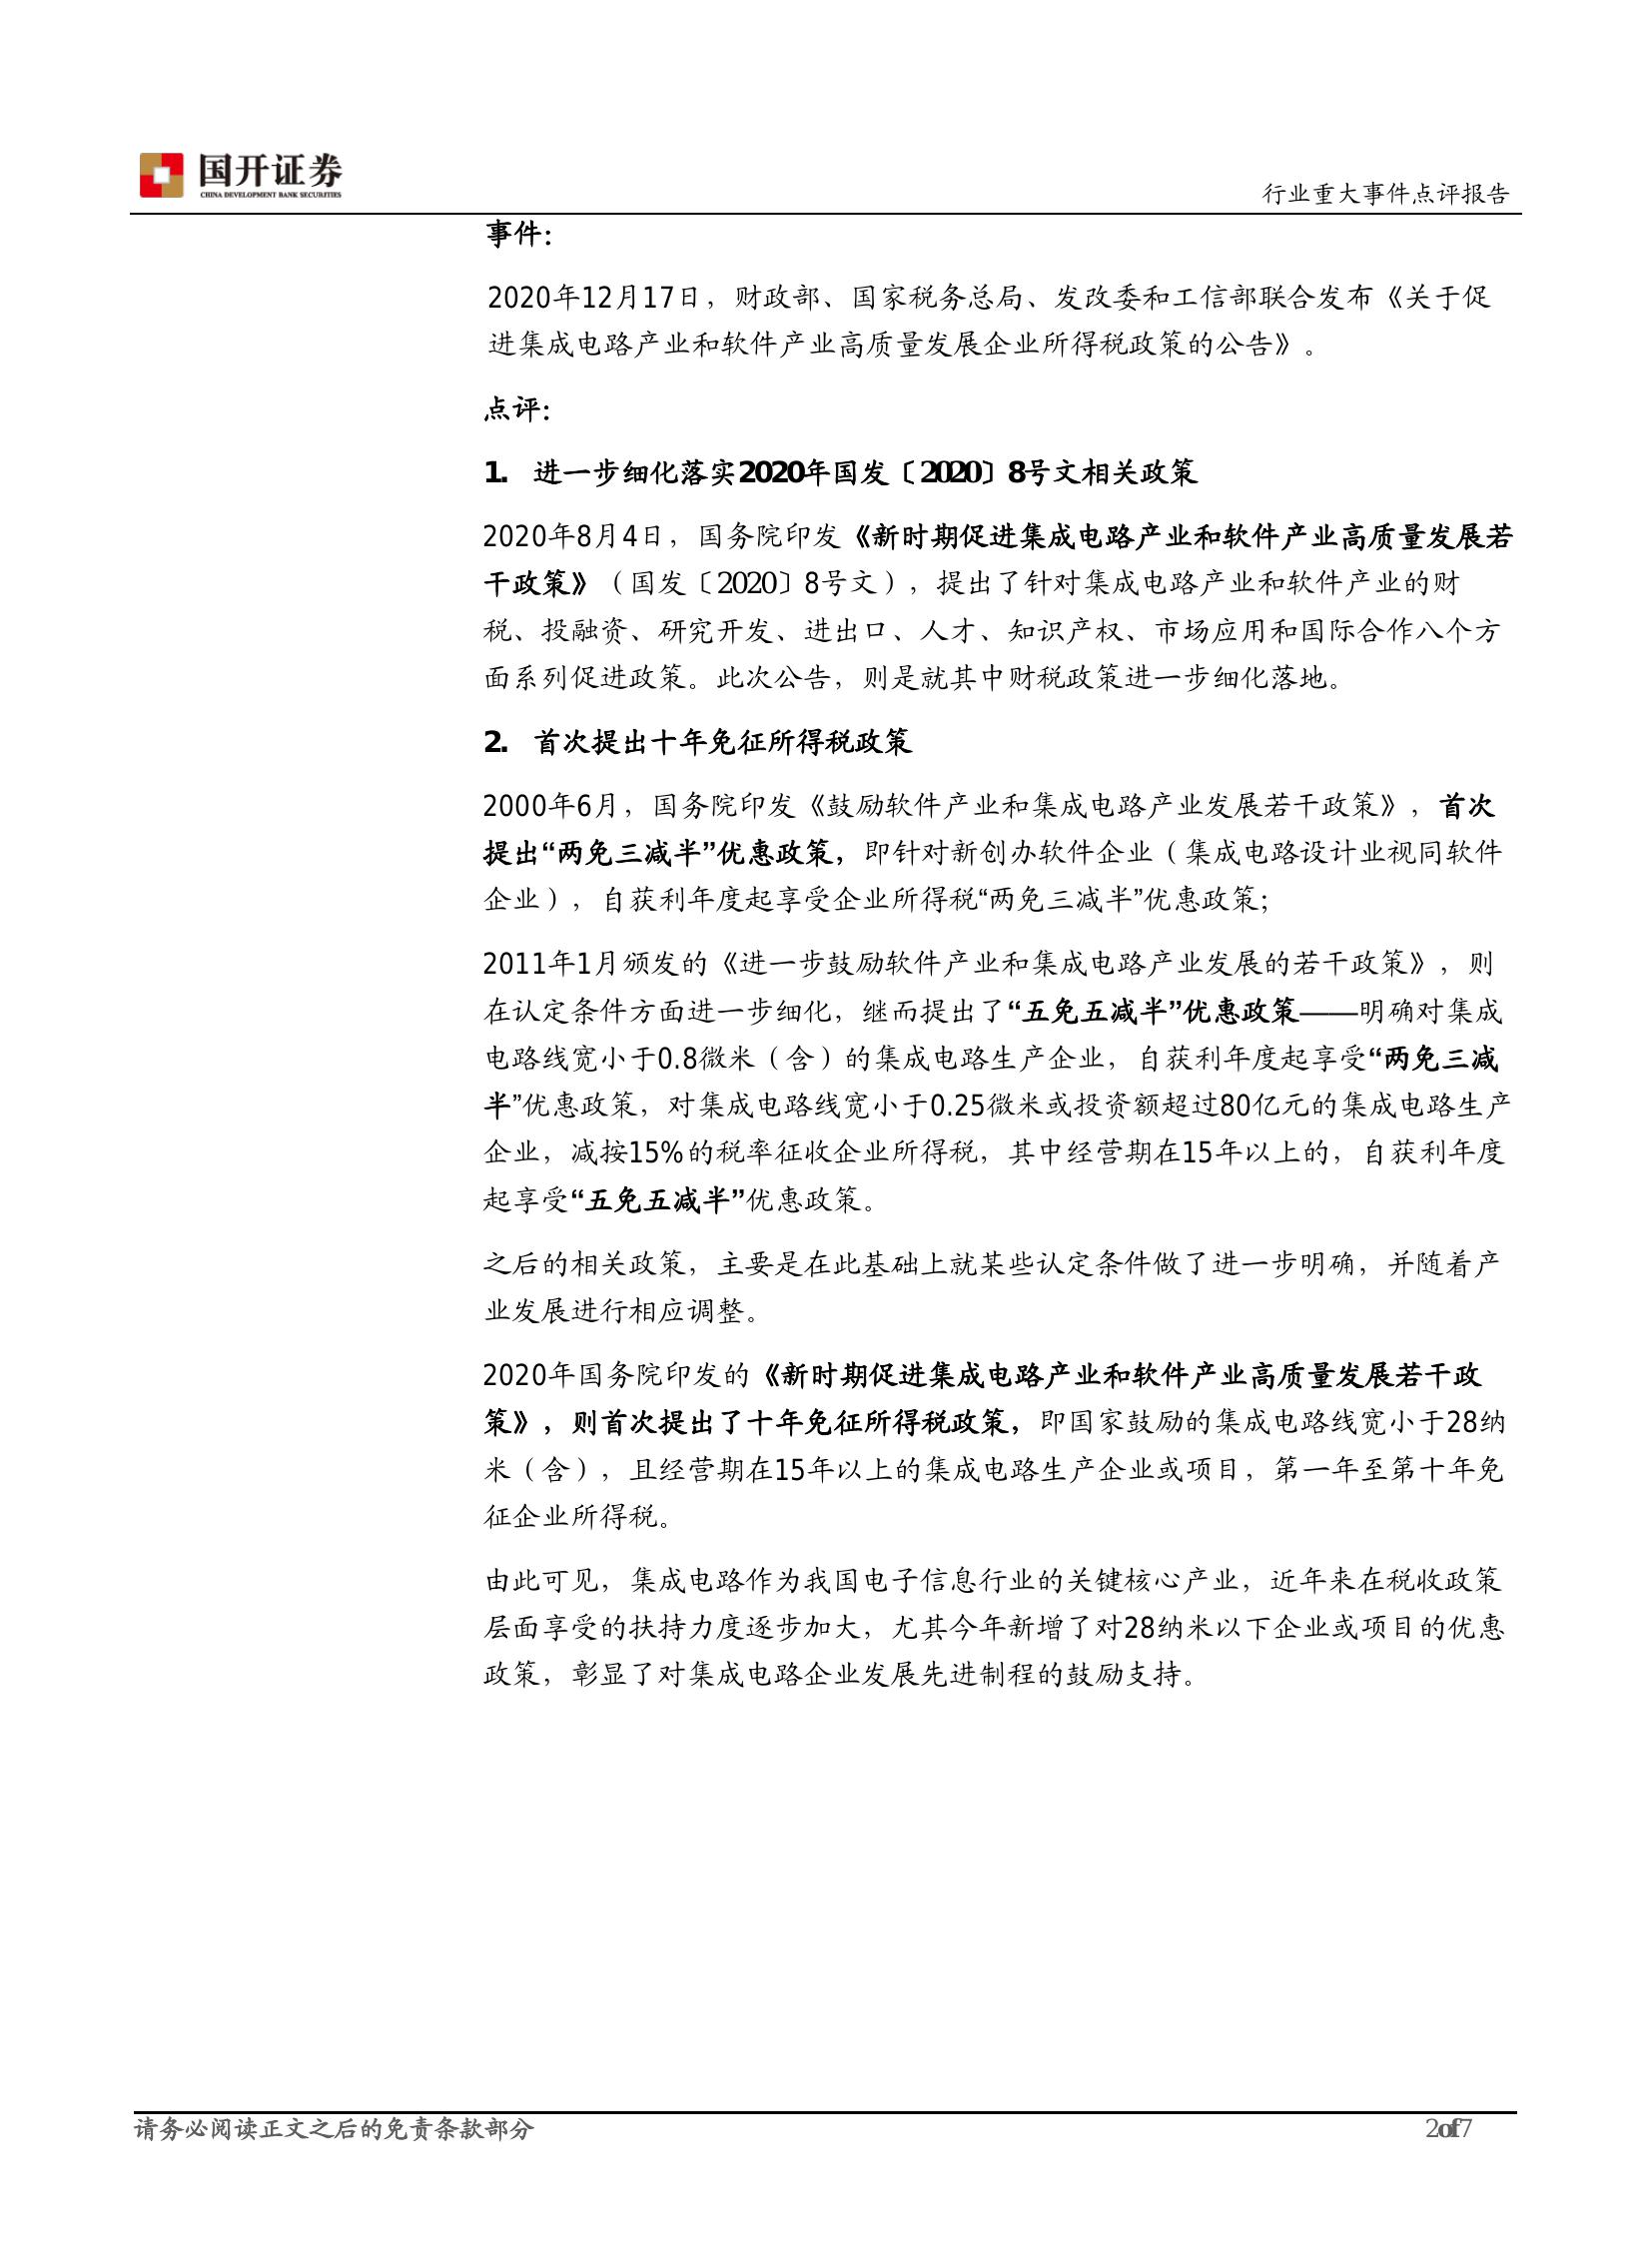 国开证券
CHINA DEVELOPMENT BANK SECURITIES
行业重大事件点评报告
事件：
2020年12月17日，财政部、国家税务总局、发改委和工信部联合发布《关于促
进集成电路产业和软件产业高质量发展企业所得税政策的公告》。
点评：
1. 进一步细化落实2020年国发〔2020〕8号文相关政策
2020年8月4日，国务院印发《新时期促进集成电路产业和软件产业高质量发展若
干政策》（国发〔2020〕8号文），提出了针对集成电路产业和软件产业的财
税、投融资、研究开发、进出口、人才、知识产权、市场应用和国际合作八个方
面系列促进政策。此次公告，则是就其中财税政策进一步细化落地。
2. 首次提出十年免征所得税政策
2000年6月，国务院印发《鼓励软件产业和集成电路产业发展若干政策》，首次
提出“两免三减半”优惠政策，即针对新创办软件企业（集成电路设计业视同软件
企业），自获利年度起享受企业所得税“两免三减半”优惠政策；
2011年1月颁发的《进一步鼓励软件产业和集成电路产业发展的若干政策》，则
在认定条件方面进一步细化，继而提出了“五免五减半”优惠政策——明确对集成
电路线宽小于0.8微米（含）的集成电路生产企业，自获利年度起享受“两免三减
半”优惠政策，对集成电路线宽小于0.25微米或投资额超过80亿元的集成电路生产
企业，减按15%的税率征收企业所得税，其中经营期在15年以上的，自获利年度
起享受“五免五减半”优惠政策。
之后的相关政策，主要是在此基础上就某些认定条件做了进一步明确，并随着产
业发展进行相应调整。
2020年国务院印发的《新时期促进集成电路产业和软件产业高质量发展若干政
策》，则首次提出了十年免征所得税政策，即国家鼓励的集成电路线宽小于28纳
米（含），且经营期在15年以上的集成电路生产企业或项目，第一年至第十年免
征企业所得税。
由此可见，集成电路作为我国电子信息行业的关键核心产业，近年来在税收政策
层面享受的扶持力度逐步加大，尤其今年新增了对28纳米以下企业或项目的优惠
政策，彰显了对集成电路企业发展先进制程的鼓励支持。
请务必阅读正文之后的免责条款部分
2of7